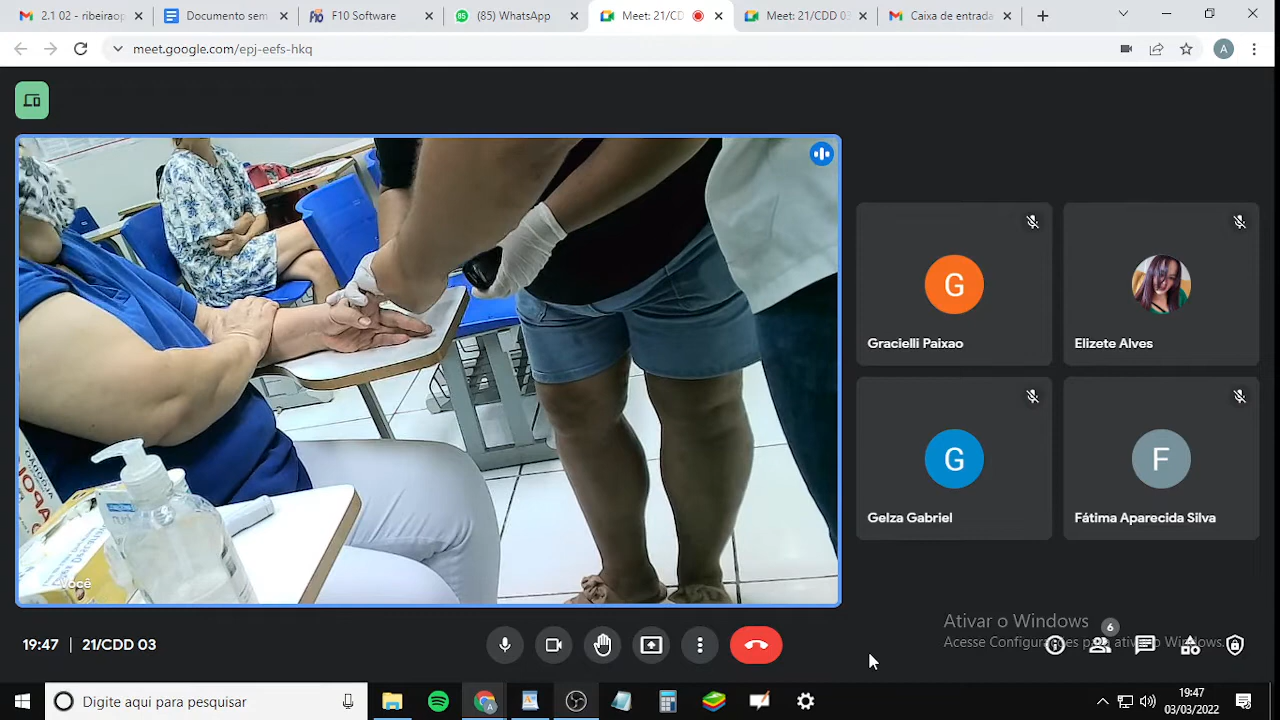 2.1 02 - ribeiraop
Documento sem
F10 Software
(85) WhatsApp
Meet: 21/CD
Meet: 21/CDD 03
Caixa de entrada
meet.google.com/epj-eefs-hkq
A
G
Gracielli Paixao
Elizete Alves
G
Gelza Gabriel
F
Fátima Aparecida Silva
Você
19:47 | 21/CDD 03
Ativar o Windows
6
Acesse Configurações para ativar o Windows.
Digite aqui para pesquisar
19:47
03/03/2022